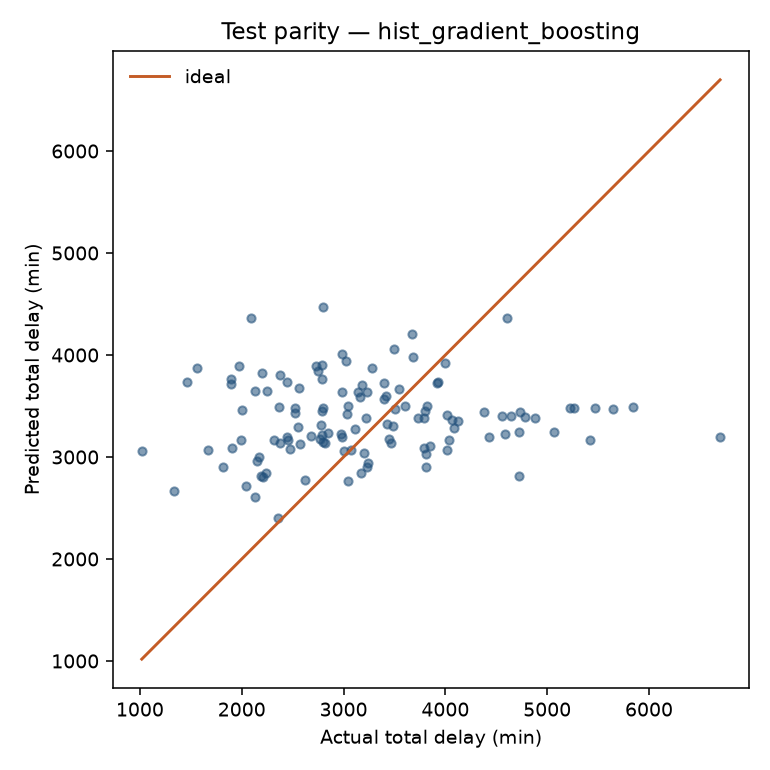 Test parity — hist_gradient_boosting
ideal
Predicted total delay (min)
6000
5000
4000
3000
2000
1000
1000 2000 3000 4000 5000 6000
Actual total delay (min)